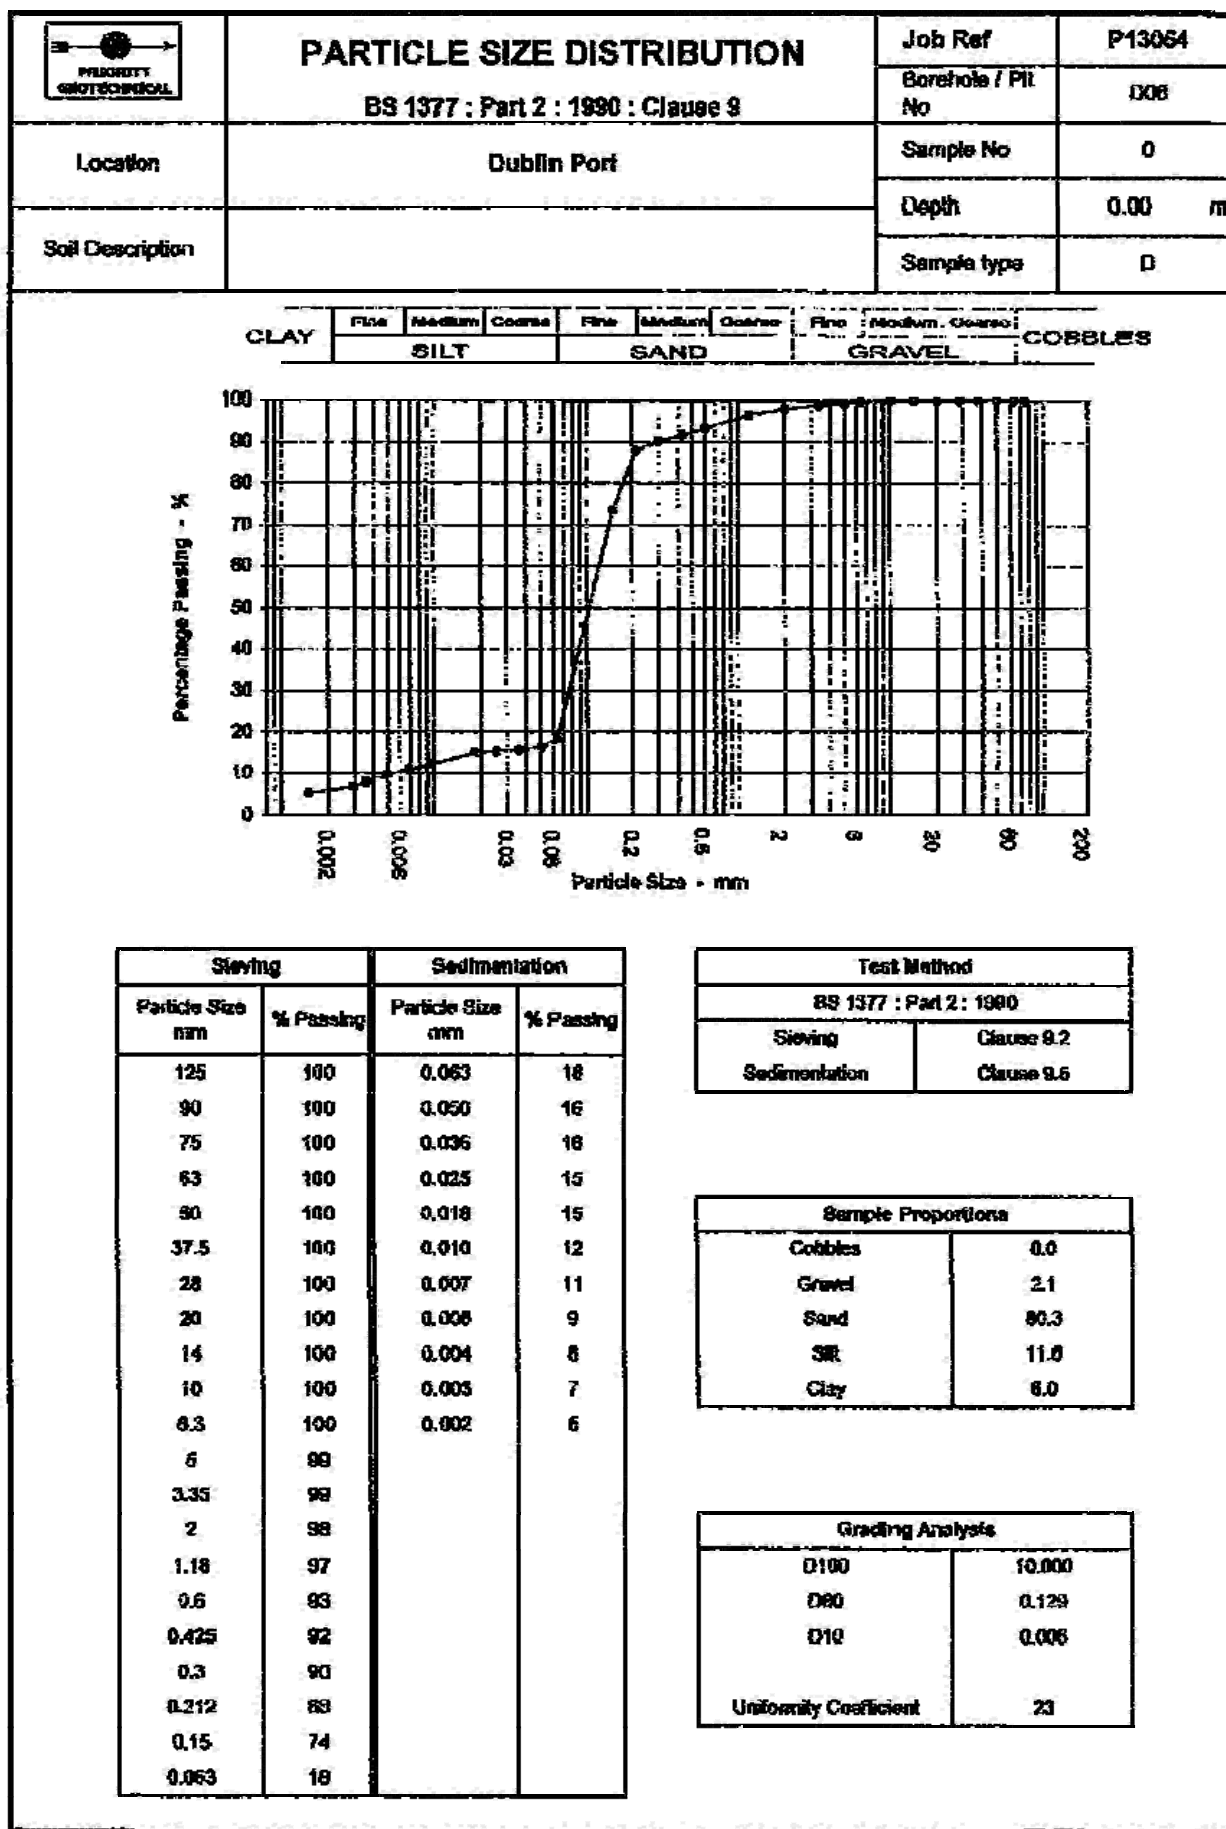 PRIORITY
GEOTECHNICAL
PARTICLE SIZE DISTRIBUTION
BS 1377 : Part 2 : 1990 : Clause 9
Job Ref P13064
Borehole / Pit No
Location Dublin Port
Sample No 0
Depth 0.00 m
Soil Description
Sample type D
CLAY Fine Medium Coarse Fine Medium Coarse Fine Medium Coarse COBBLES
SILT SAND GRAVEL
Percentage Passing - %
100
90
80
70
60
50
40
30
20
10
0
0.002 0.006 0.03 0.06 0.2 0.6 2 6 20 60 200
Particle Size - mm
Sieving Sedimentation
Particle Size mm % Passing Particle Size mm % Passing
125 100 0.063 18
90 100 0.050 16
75 100 0.036 16
63 100 0.025 15
50 100 0.018 15
37.5 100 0.010 12
28 100 0.007 11
20 100 9
14 100 0.004 8
10 100 0.003 7
6.3 100 0.002
5 99
3.35 99
2 98
1.18 97
0.6 93
0.425 92
0.3 90
0.212
0.15 74
0.063 18
Test Method
BS 1377 : Part 2 : 1990
Sieving Clause 9.2
Sedimentation
Sample Proportions
Cobbles 0.0
Gravel 2.1
Sand 80.3
Silt
Clay 6.0
Grading Analysis
D100 10.000
D60 0.129
D10 0.006
Uniformity Coefficient 23